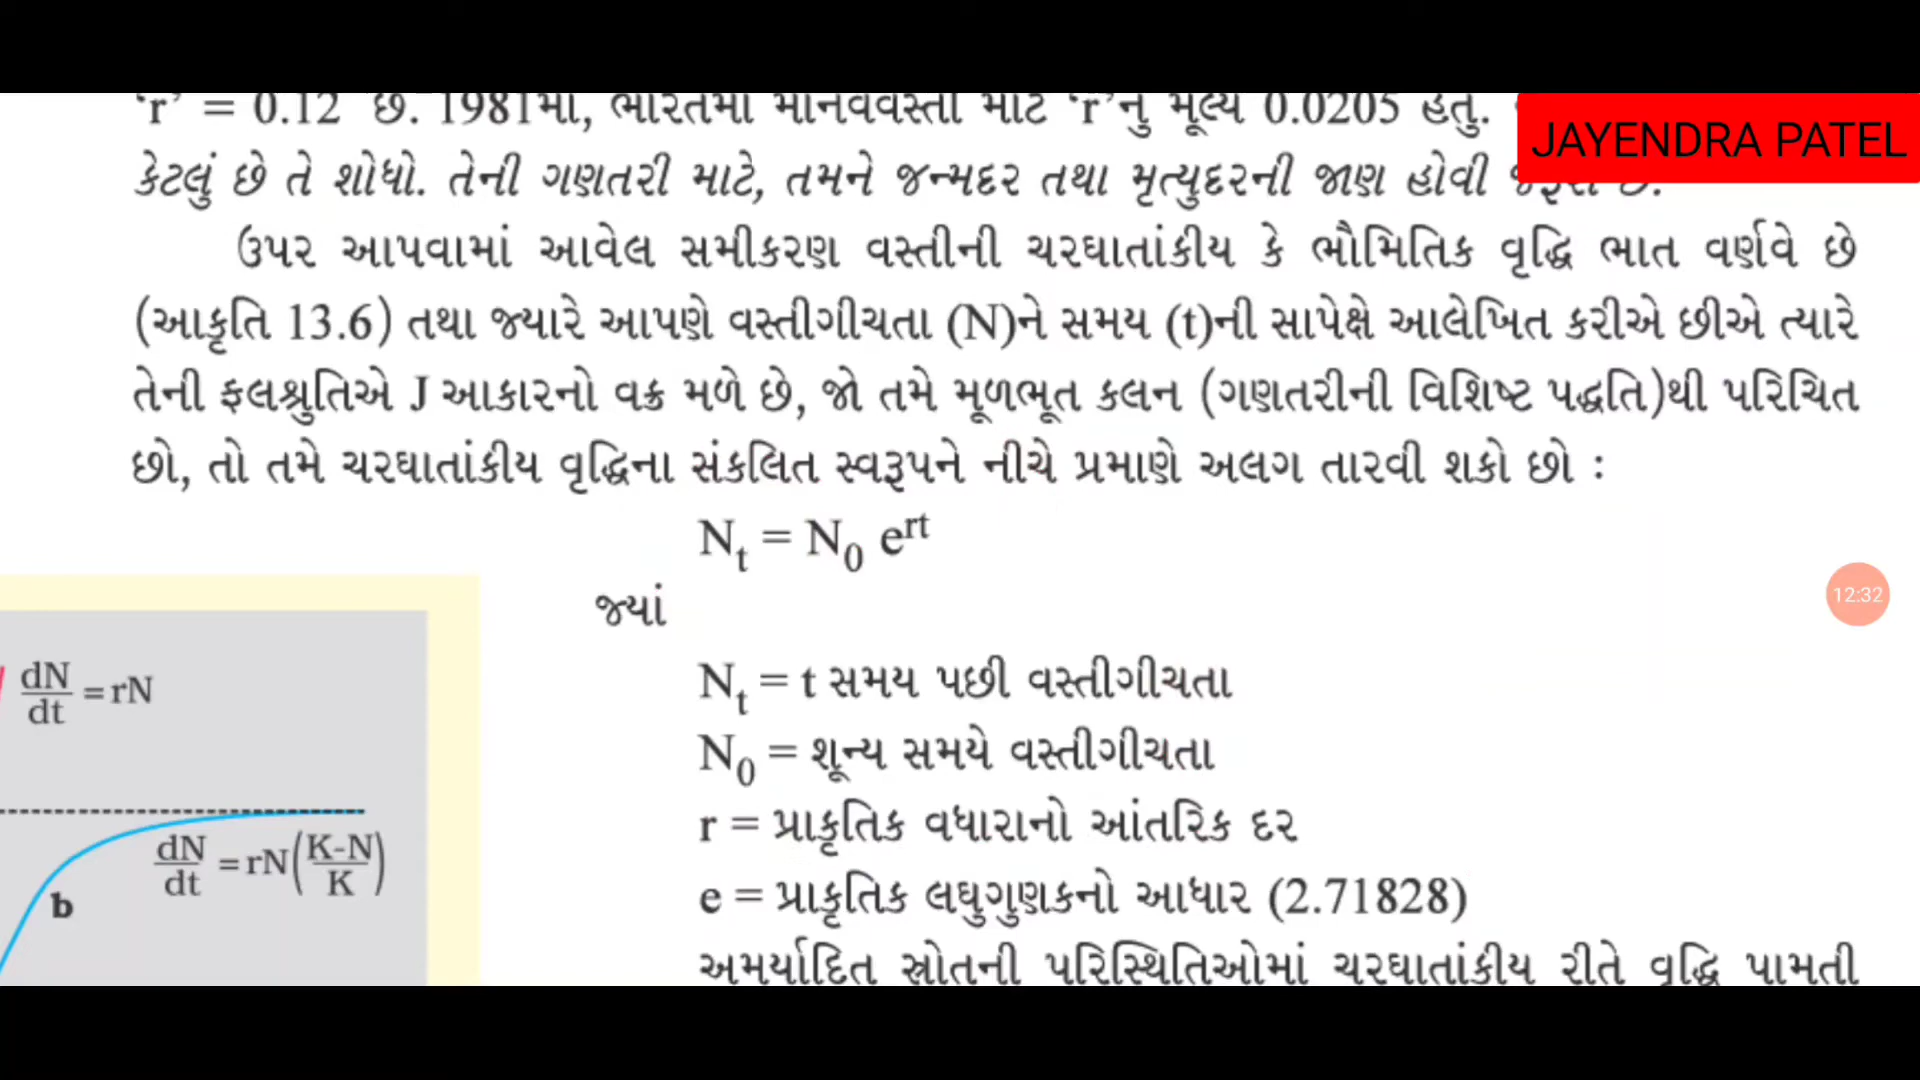 'r' = 0.12 છે. 1981માં, ભારતમાં માનવવસ્તી માટે 'r'નું મૂલ્ય 0.0205 હતું.
JAYENDRA PATEL
કેટલું છે તે શોધો. તેની ગણતરી માટે, તમને જન્મદર તથા મૃત્યુદરની જાણ હોવી જરૂરી છે.
ઉપર આપવામાં આવેલ સમીકરણ વસ્તીની ચરઘાતાંકીય કે ભૌમિતિક વૃદ્ધિ ભાત વર્ણવે છે
(આકૃતિ 13.6) તથા જ્યારે આપણે વસ્તીગીચતા (N)ને સમય (t)ની સાપેક્ષે આલેખિત કરીએ છીએ ત્યારે
તેની ફલશ્રુતિએ J આકારનો વક્ર મળે છે, જો તમે મૂળભૂત કલન (ગણતરીની વિશિષ્ટ પદ્ધતિ)થી પરિચિત
છો, તો તમે ચરઘાતાંકીય વૃદ્ધિના સંકલિત સ્વરૂપને નીચે પ્રમાણે અલગ તારવી શકો છો :
Nₜ = N₀ eʳᵗ
જ્યાં
12:32
Nₜ = t સમય પછી વસ્તીગીચતા
N₀ = શૂન્ય સમયે વસ્તીગીચતા
r = પ્રાકૃતિક વધારાનો આંતરિક દર
e = પ્રાકૃતિક લઘુગુણકનો આધાર (2.71828)
અમર્યાદિત સ્રોતની પરિસ્થિતિઓમાં ચરઘાતાંકીય રીતે વૃદ્ધિ પામતી
dN/dt = rN
dN/dt = rN(K-N/K)
b